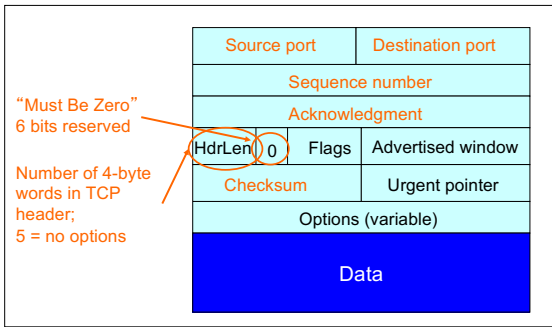 Source port Destination port
Sequence number
Acknowledgment
HdrLen 0 Flags Advertised window
Checksum Urgent pointer
Options (variable)
Data
“Must Be Zero”
6 bits reserved
Number of 4-byte
words in TCP
header;
5 = no options